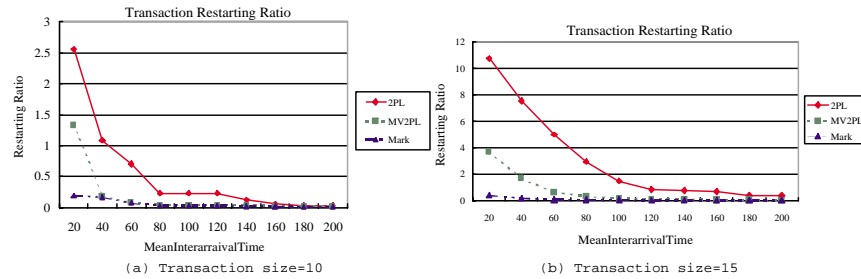 Transaction Restarting Ratio
3
2.5
2
1.5
1
0.5
0
Restarting Ratio
20 40 60 80 100 120 140 160 180 200
MeanInterarraivalTime
2PL
MV2PL
Mark
(a) Transaction size=10
Transaction Restarting Ratio
12
10
8
6
4
2
0
Restarting Ratio
20 40 60 80 100 120 140 160 180 200
MeanInterarraivalTime
2PL
MV2PL
Mark
(b) Transaction size=15